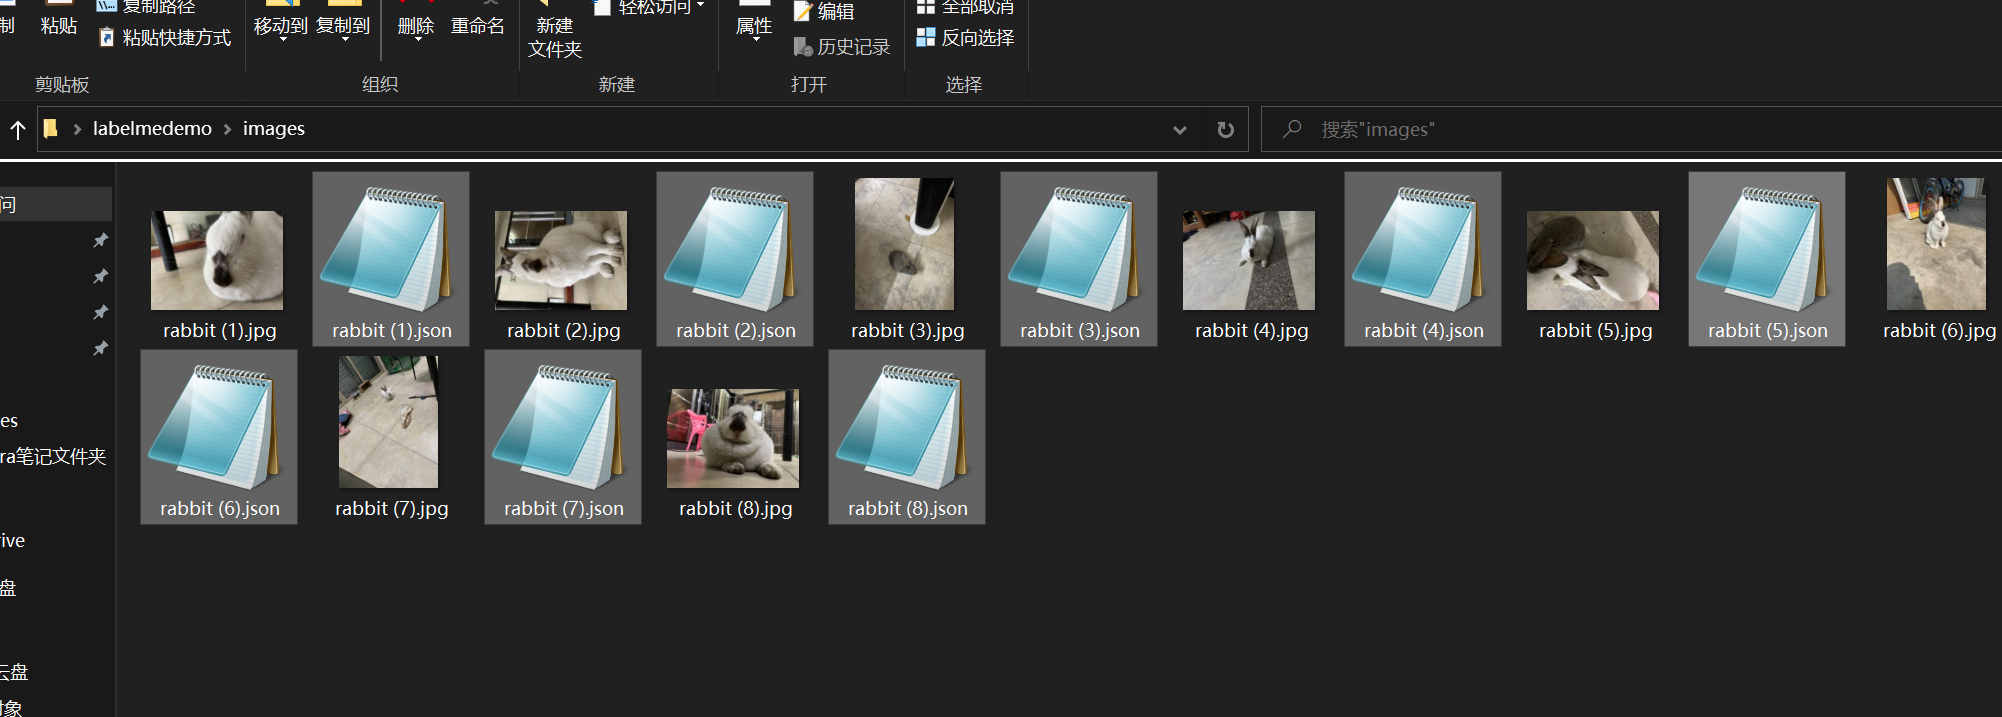 制
粘贴
复制路径
粘贴快捷方式
移动到
复制到
删除
重命名
新建
文件夹
轻松访问
属性
编辑
历史记录
全部取消
反向选择
剪贴板
组织
新建
打开
选择
labelmedemo
images
搜索"images"
问
es
ra笔记文件夹
ive
盘
云盘
对象
rabbit (1).jpg
rabbit (1).json
rabbit (2).jpg
rabbit (2).json
rabbit (3).jpg
rabbit (3).json
rabbit (4).jpg
rabbit (4).json
rabbit (5).jpg
rabbit (5).json
rabbit (6).jpg
rabbit (6).json
rabbit (7).jpg
rabbit (7).json
rabbit (8).jpg
rabbit (8).json